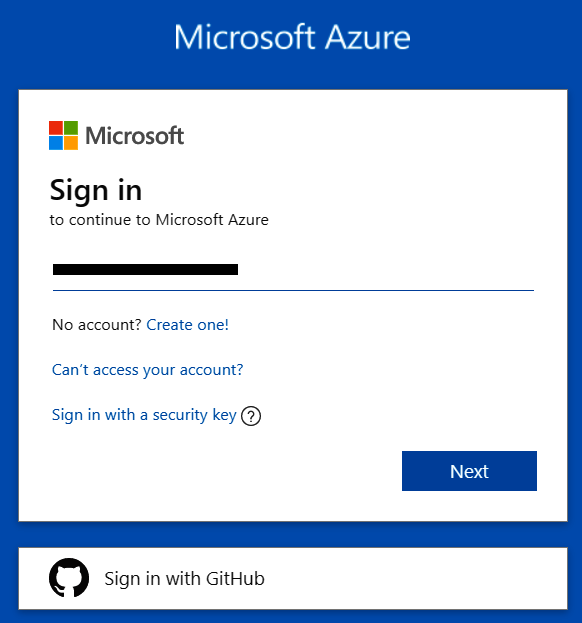 Microsoft Azure
Microsoft
Sign in
to continue to Microsoft Azure
No account? Create one!
Can't access your account?
Sign in with a security key ?
Next
Sign in with GitHub